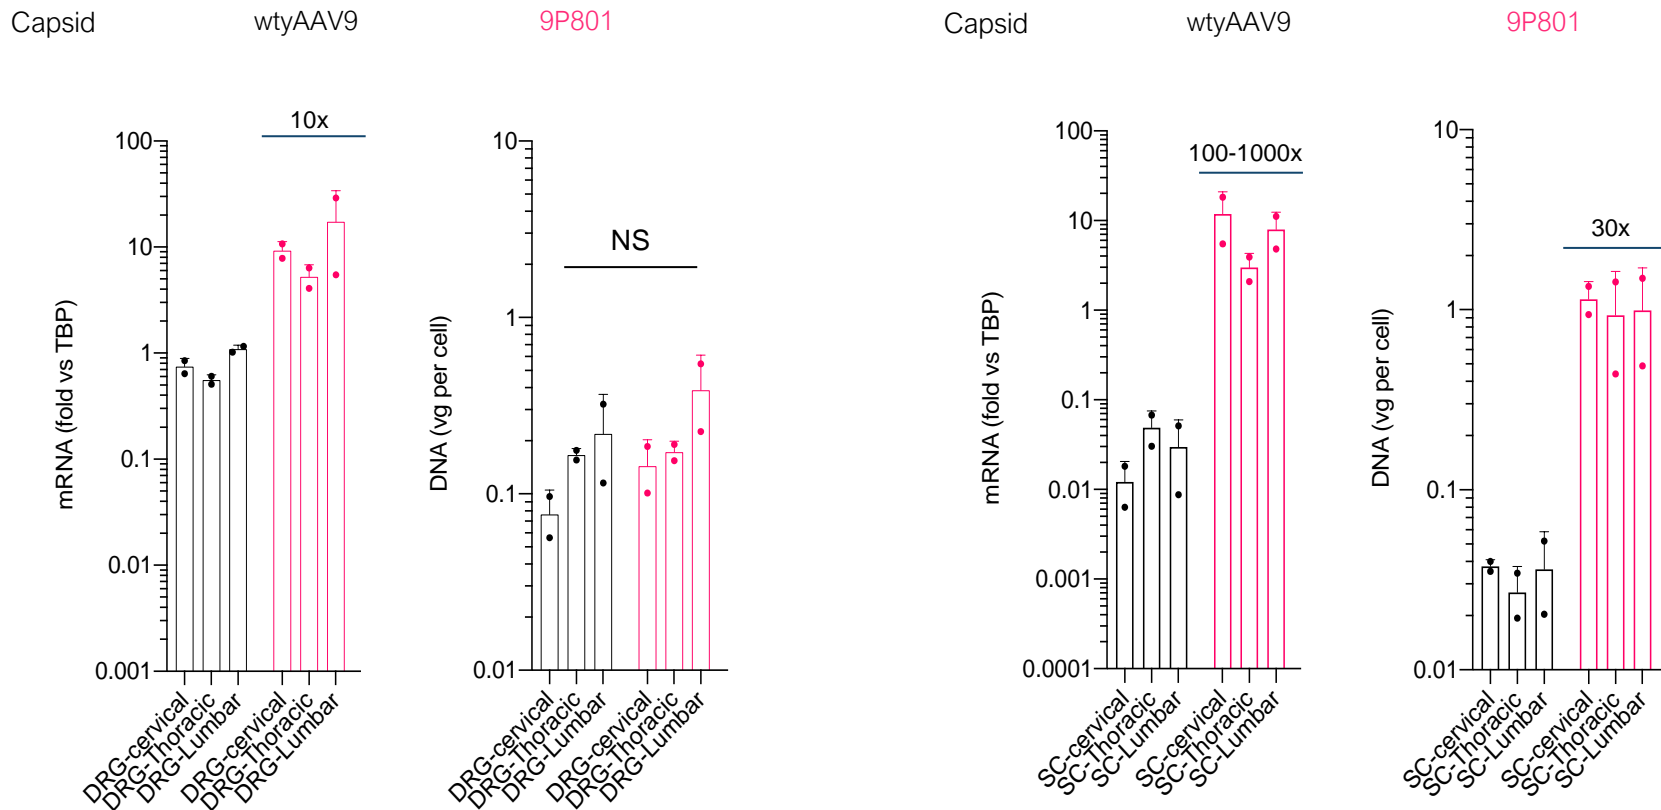 Capsid wtyAAV9 9P801
10x
mRNA (fold vs TBP)
100
10
1
0.1
0.01
0.001
DRG-cervical
DRG-Thoracic
DRG-Lumbar
DRG-cervical
DRG-Thoracic
DRG-Lumbar
NS
DNA (vg per cell)
10
1
0.1
0.01
DRG-cervical
DRG-Thoracic
DRG-Lumbar
DRG-cervical
DRG-Thoracic
DRG-Lumbar
Capsid wtyAAV9 9P801
100-1000x
mRNA (fold vs TBP)
100
10
1
0.1
0.01
0.001
0.0001
SC-cervical
SC-Thoracic
SC-Lumbar
SC-cervical
SC-Thoracic
SC-Lumbar
30x
DNA (vg per cell)
10
1
0.1
0.01
SC-cervical
SC-Thoracic
SC-Lumbar
SC-cervical
SC-Thoracic
SC-Lumbar